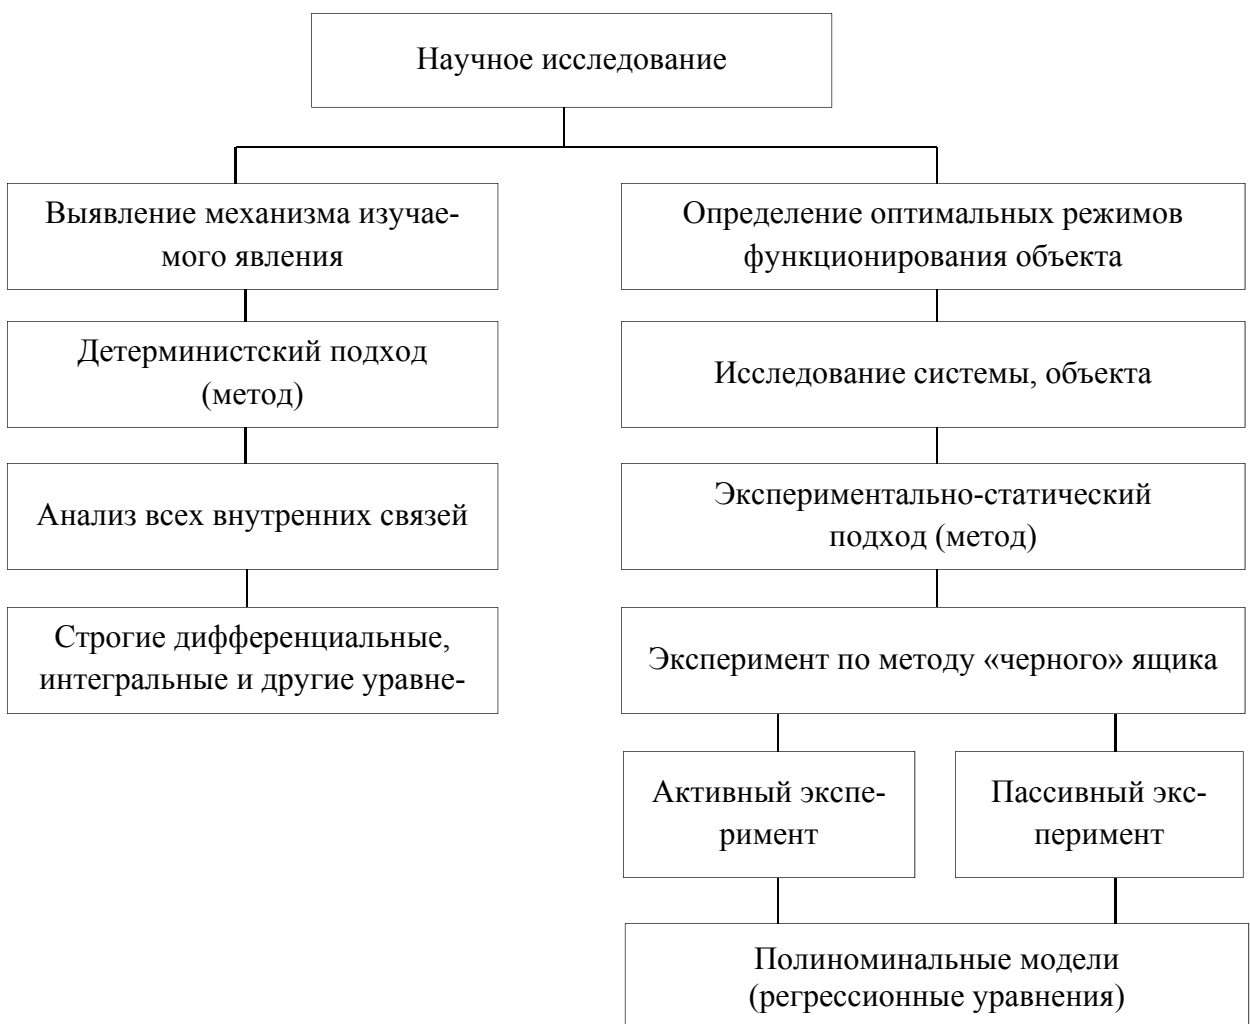 Научное исследование
Выявление механизма изучае-
мого явления
Определение оптимальных режимов
функционирования объекта
Детерминистский подход
(метод)
Исследование системы, объекта
Анализ всех внутренних связей
Экспериментально-статический
подход (метод)
Строгие дифференциальные,
интегральные и другие уравне-
Эксперимент по методу «черного» ящика
Активный экспе-
римент
Пассивный экс-
перимент
Полиноминальные модели
(регрессионные уравнения)